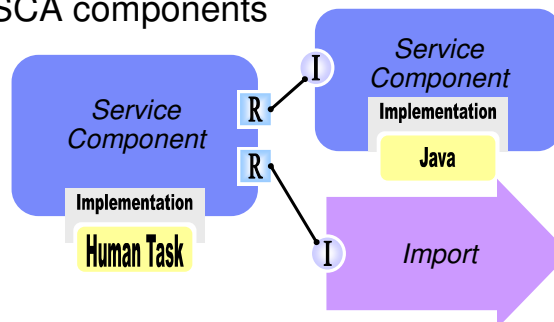 SCA components
Service
Component
R
R
Implementation
Human Task
I
Service
Component
Implementation
Java
I
Import